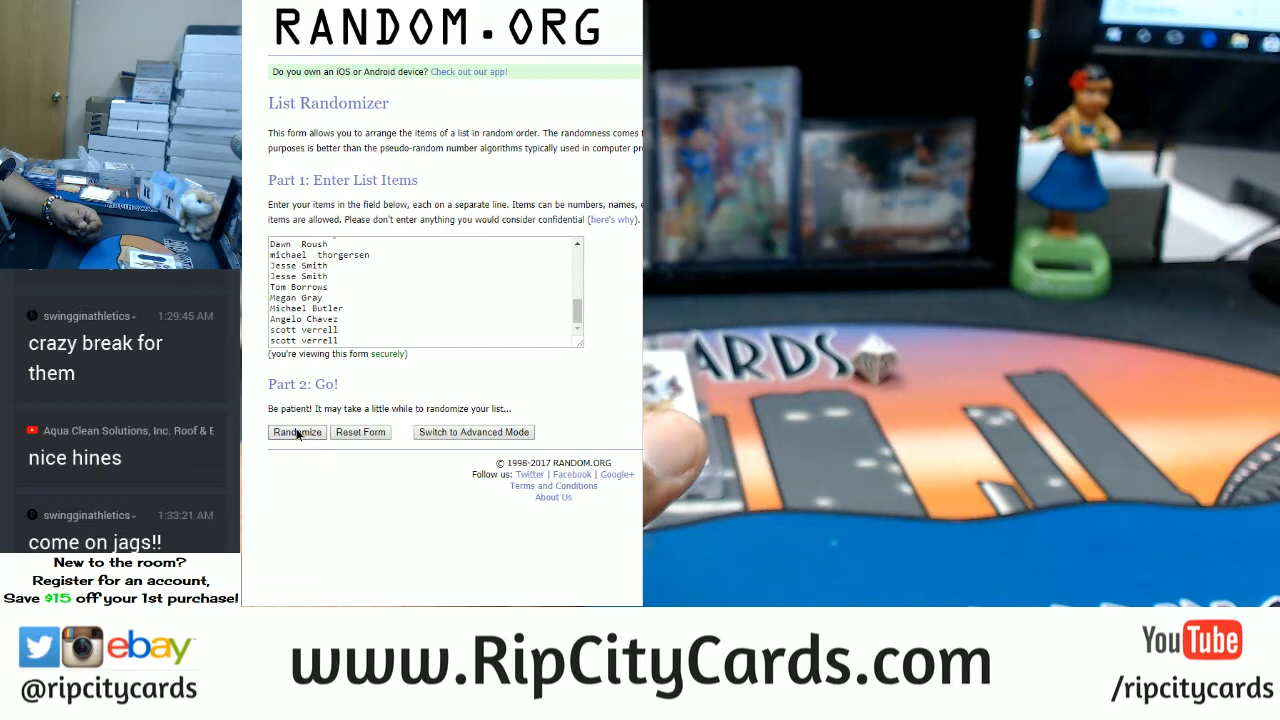 RANDOM.ORG
Do you own an iOS or Android device? Check out our app!
List Randomizer
This form allows you to arrange the items of a list in random order. The randomness comes
purposes is better than the pseudo-random number algorithms typically used in computer
Part 1: Enter List Items
Enter your items in the field below, each on a separate line. Items can be numbers, names,
items are allowed. Please don't enter anything you would consider confidential (here's why).
Dawn Roush
michael thorgersen
Jesse Smith
Jesse Smith
Tom Borrows
Megan Gray
Michael Butler
Angelo Chavez
scott verrell
scott verrell
(you're viewing this form securely)
Part 2: Go!
Be patient! It may take a little while to randomize your list...
Randomize Reset Form Switch to Advanced Mode
© 1998-2017 RANDOM.ORG
Follow us: Twitter | Facebook | Google+
Terms and Conditions
About Us
swingginathletics 1:29:45 AM
crazy break for
them
Aqua Clean Solutions, Inc. Roof & E
nice hines
swingginathletics 1:33:21 AM
come on jags!!
New to the room?
Register for an account,
Save $15 off your 1st purchase!
ARDS
ebay
@ripcitycards
www.RipCityCards.com
YouTube
/ripcitycards